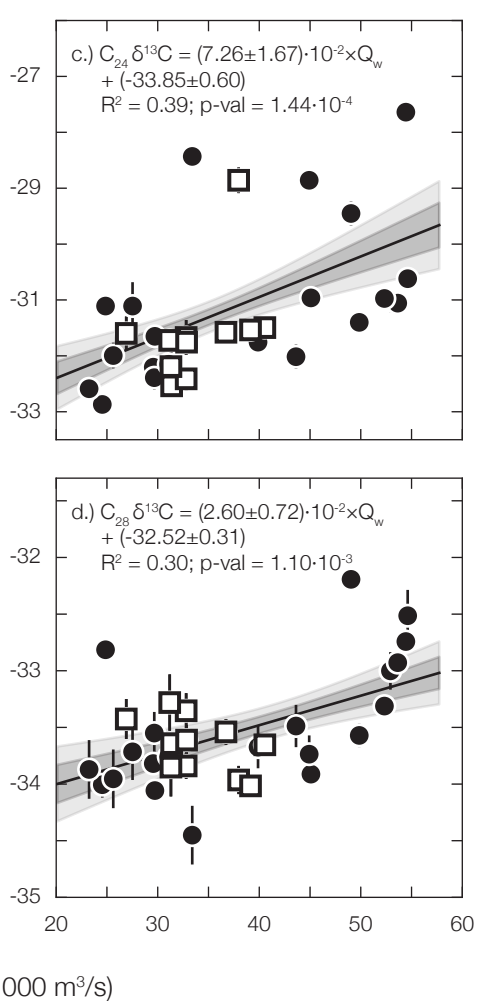 c.) C₂₄ δ¹³C = (7.26±1.67)·10⁻²×Q_w
+ (-33.85±0.60)
R² = 0.39; p-val = 1.44·10⁻⁴
-27
-29
-31
-33
d.) C₂₈ δ¹³C = (2.60±0.72)·10⁻²×Q_w
+ (-32.52±0.31)
R² = 0.30; p-val = 1.10·10⁻³
-32
-33
-34
-35
20 30 40 50 60
000 m³/s)